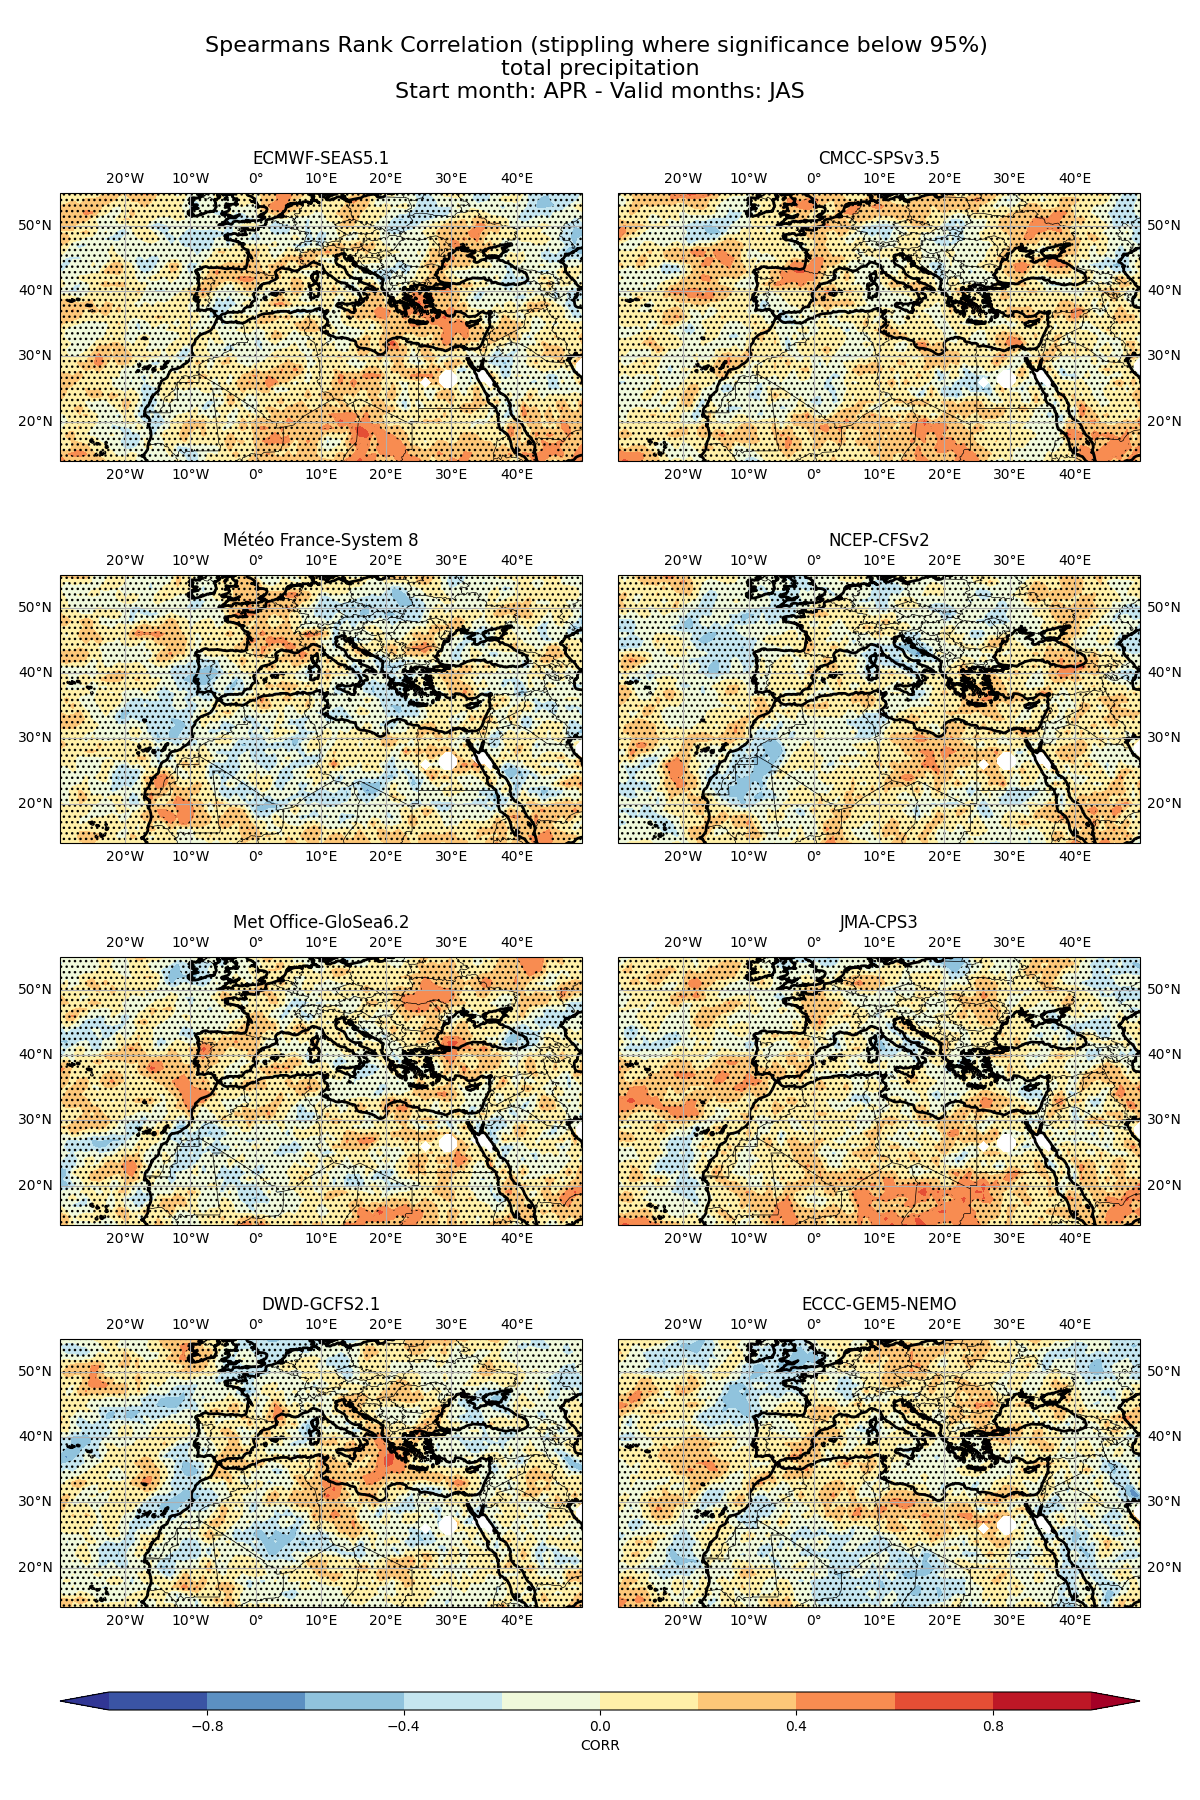 Spearmans Rank Correlation (stippling where significance below 95%)
total precipitation
Start month: APR - Valid months: JAS
ECMWF-SEAS5.1
CMCC-SPSv3.5
20°W 10°W 0° 10°E 20°E 30°E 40°E
20°W 10°W 0° 10°E 20°E 30°E 40°E
50°N
50°N
40°N
40°N
30°N
30°N
20°N
20°N
20°W 10°W 0° 10°E 20°E 30°E 40°E
20°W 10°W 0° 10°E 20°E 30°E 40°E
Météo France-System 8
NCEP-CFSv2
20°W 10°W 0° 10°E 20°E 30°E 40°E
20°W 10°W 0° 10°E 20°E 30°E 40°E
50°N
50°N
40°N
40°N
30°N
30°N
20°N
20°N
20°W 10°W 0° 10°E 20°E 30°E 40°E
20°W 10°W 0° 10°E 20°E 30°E 40°E
Met Office-GloSea6.2
JMA-CPS3
20°W 10°W 0° 10°E 20°E 30°E 40°E
20°W 10°W 0° 10°E 20°E 30°E 40°E
50°N
50°N
40°N
40°N
30°N
30°N
20°N
20°N
20°W 10°W 0° 10°E 20°E 30°E 40°E
20°W 10°W 0° 10°E 20°E 30°E 40°E
DWD-GCFS2.1
ECCC-GEM5-NEMO
20°W 10°W 0° 10°E 20°E 30°E 40°E
20°W 10°W 0° 10°E 20°E 30°E 40°E
50°N
50°N
40°N
40°N
30°N
30°N
20°N
20°N
20°W 10°W 0° 10°E 20°E 30°E 40°E
20°W 10°W 0° 10°E 20°E 30°E 40°E
−0.8 −0.4 0.0 0.4 0.8
CORR